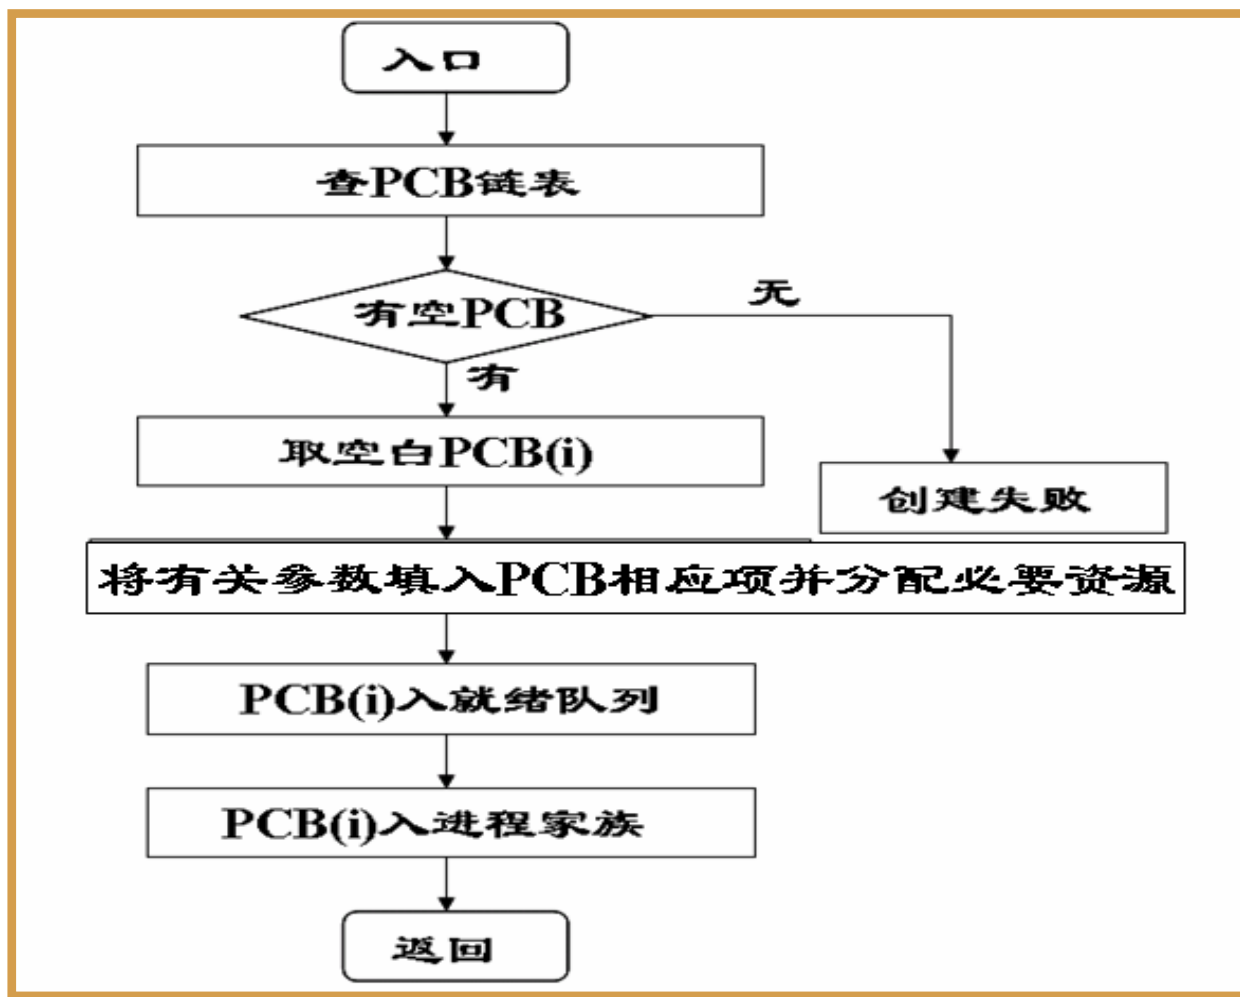 入口
查PCB链表
有空PCB
无
有
取空白PCB(i)
创建失败
将有关参数填入PCB相应项并分配必要资源
PCB(i)入就绪队列
PCB(i)入进程家族
返回